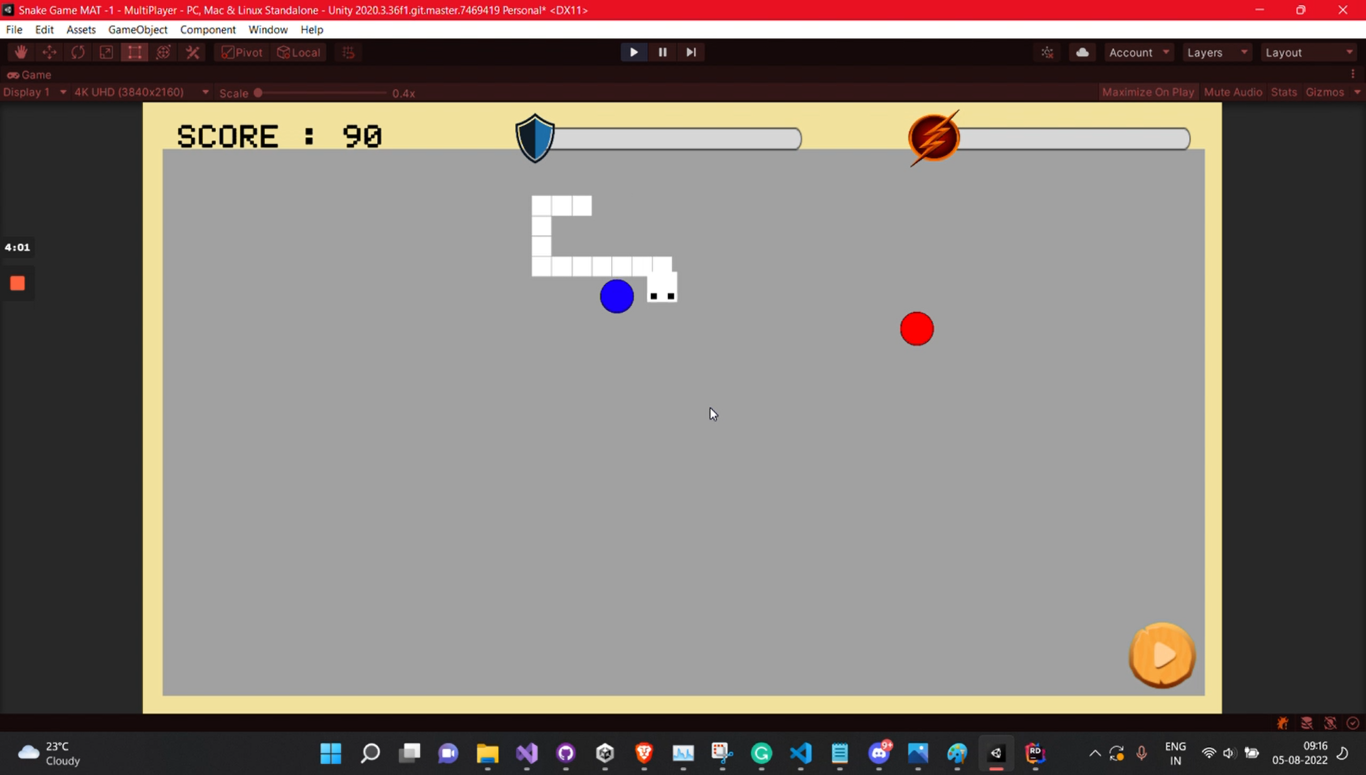 Snake Game MAT -1 - MultiPlayer - PC, Mac & Linux Standalone - Unity 2020.3.36f1.git.master.7469419 Personal* <DX11>
File Edit Assets GameObject Component Window Help
Pivot Local Account Layers Layout
Game
Display 1 4K UHD (3840x2160) Scale 0.4x Maximize On Play Mute Audio Stats Gizmos
SCORE : 90
4:01
23°C
Cloudy
9+
RD
ENG
IN
09:16
05-08-2022